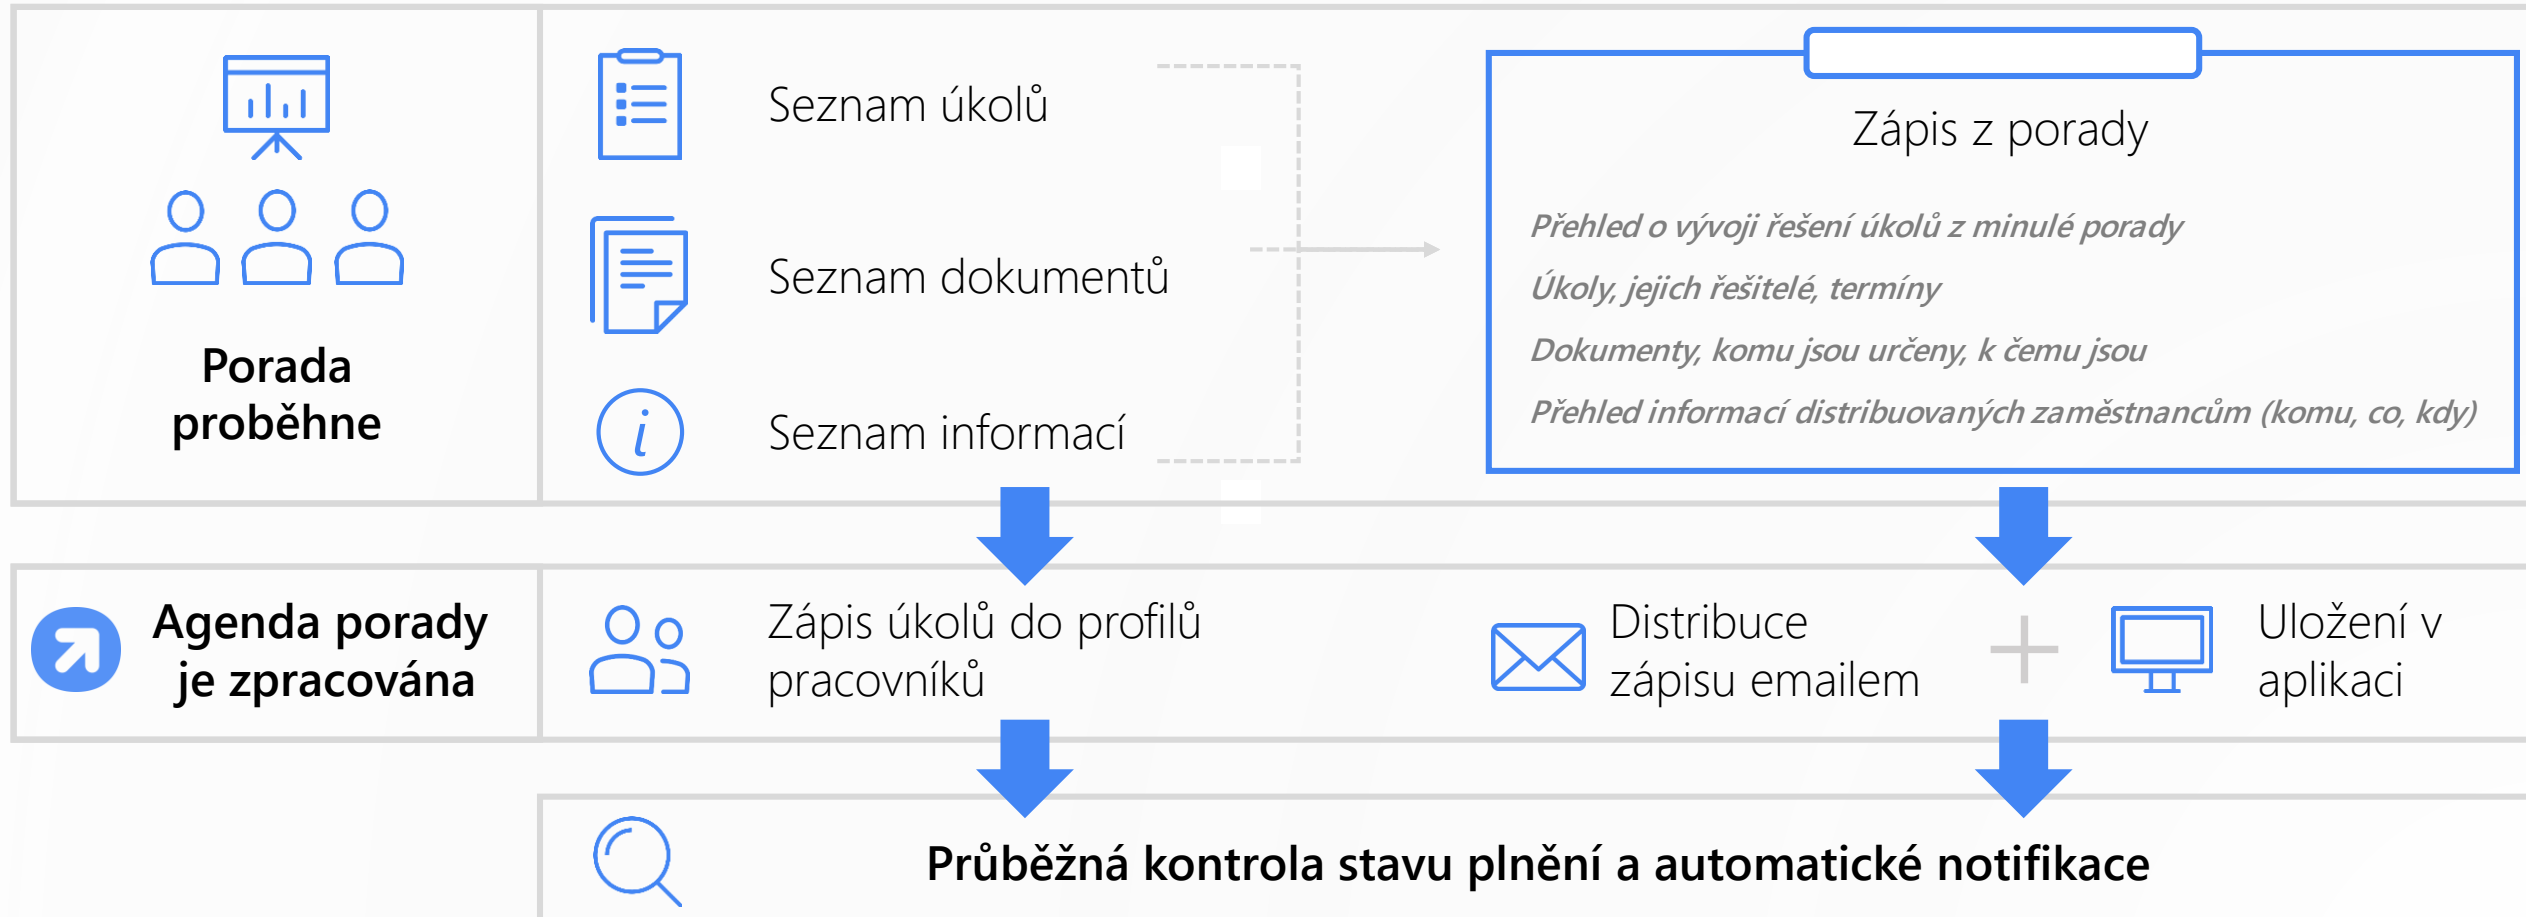 Porada
proběhne
Seznam úkolů
Seznam dokumentů
Seznam informací
Zápis z porady
Přehled o vývoji řešení úkolů z minulé porady
Úkoly, jejich řešitelé, termíny
Dokumenty, komu jsou určeny, k čemu jsou
Přehled informací distribuovaných zaměstnancům (komu, co, kdy)
Agenda porady
je zpracována
Zápis úkolů do profilů
pracovníků
Distribuce
zápisu emailem
Uložení v
aplikaci
Průběžná kontrola stavu plnění a automatické notifikace